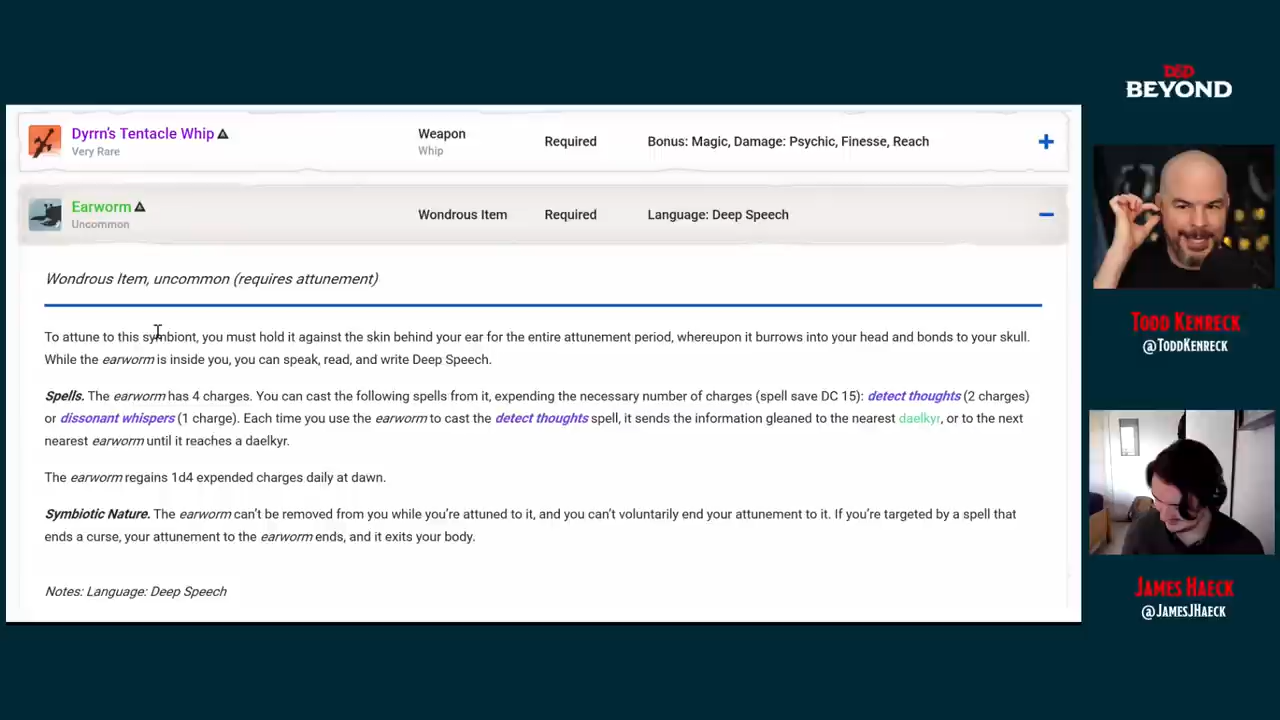 D&D
BEYOND
Dyrrn's Tentacle Whip
Very Rare
Weapon
Whip
Required
Bonus: Magic, Damage: Psychic, Finesse, Reach
Earworm
Uncommon
Wondrous Item
Required
Language: Deep Speech
Wondrous Item, uncommon (requires attunement)
To attune to this symbiont, you must hold it against the skin behind your ear for the entire attunement period, whereupon it burrows into your head and bonds to your skull.
While the earworm is inside you, you can speak, read, and write Deep Speech.
Spells. The earworm has 4 charges. You can cast the following spells from it, expending the necessary number of charges (spell save DC 15): detect thoughts (2 charges)
or dissonant whispers (1 charge). Each time you use the earworm to cast the detect thoughts spell, it sends the information gleaned to the nearest daelkyr, or to the next
nearest earworm until it reaches a daelkyr.
The earworm regains 1d4 expended charges daily at dawn.
Symbiotic Nature. The earworm can't be removed from you while you're attuned to it, and you can't voluntarily end your attunement to it. If you're targeted by a spell that
ends a curse, your attunement to the earworm ends, and it exits your body.
Notes: Language: Deep Speech
Todd Kenreck
@ToddKenreck
James Haeck
@JamesJHaeck